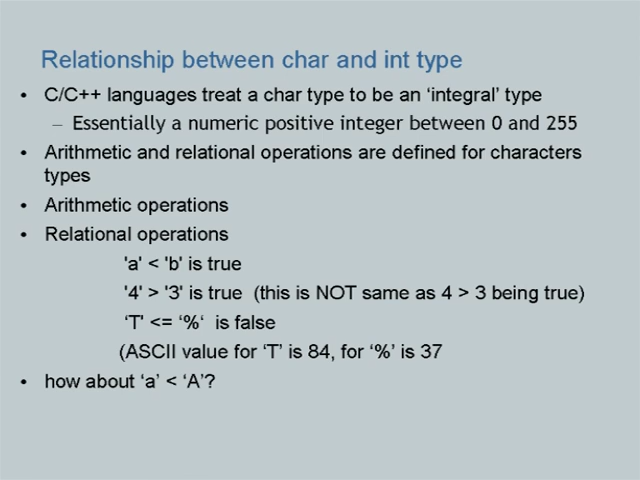 Relationship between char and int type
• C/C++ languages treat a char type to be an ‘integral’ type
– Essentially a numeric positive integer between 0 and 255
• Arithmetic and relational operations are defined for characters
types
• Arithmetic operations
• Relational operations
'a' < 'b' is true
'4' > '3' is true (this is NOT same as 4 > 3 being true)
‘T' <= ‘%‘ is false
(ASCII value for ‘T’ is 84, for ‘%’ is 37
• how about ‘a’ < ‘A’?